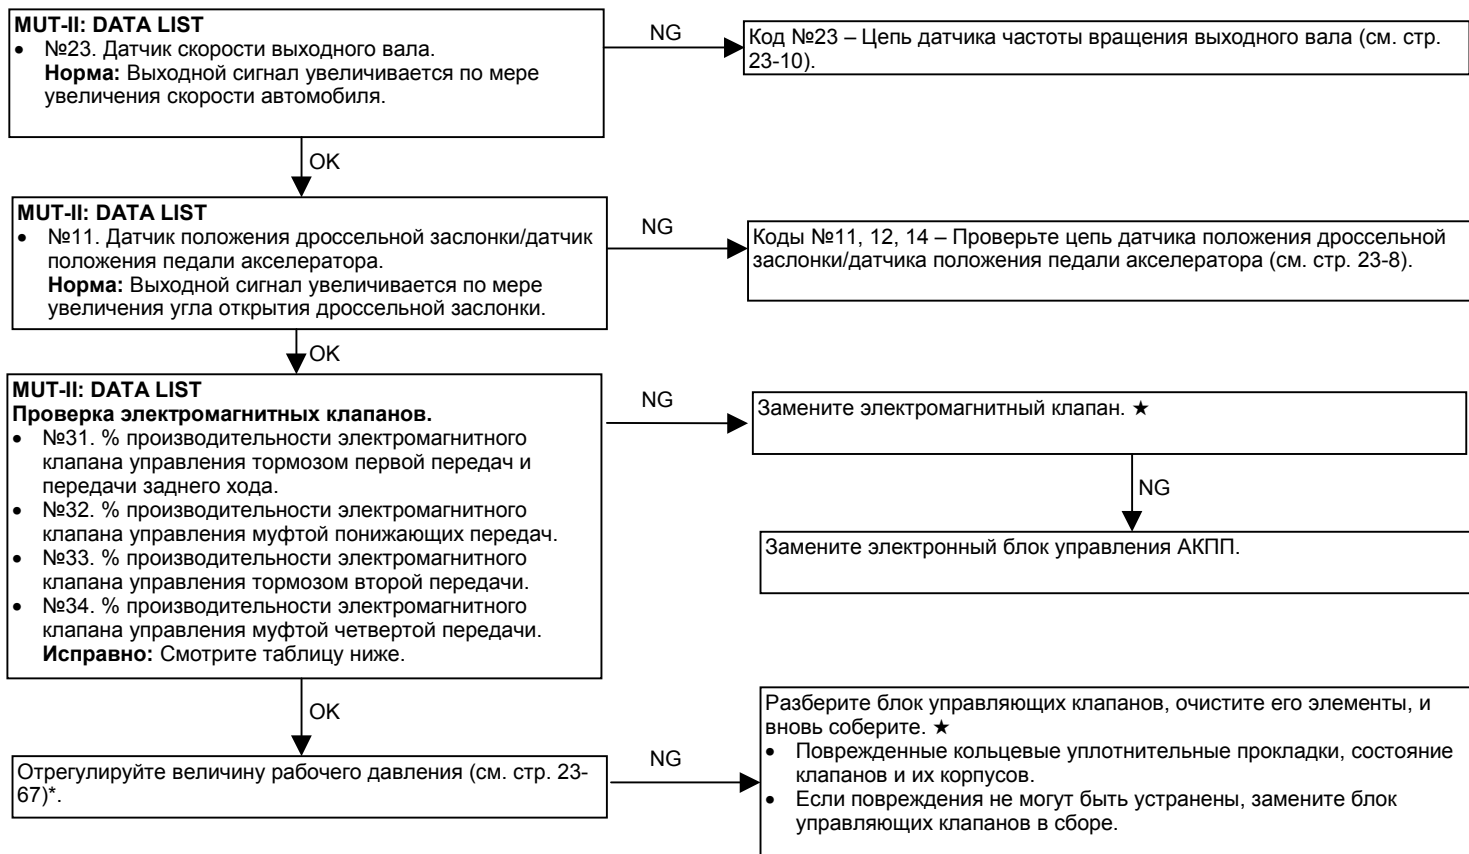 MUT-II: DATA LIST
• №23. Датчик скорости выходного вала.
Норма: Выходной сигнал увеличивается по мере
увеличения скорости автомобиля.
NG
Код №23 – Цепь датчика частоты вращения выходного вала (см. стр.
23-10).
OK
MUT-II: DATA LIST
• №11. Датчик положения дроссельной заслонки/датчик
положения педали акселератора.
Норма: Выходной сигнал увеличивается по мере
увеличения угла открытия дроссельной заслонки.
NG
Коды №11, 12, 14 – Проверьте цепь датчика положения дроссельной
заслонки/датчика положения педали акселератора (см. стр. 23-8).
OK
MUT-II: DATA LIST
Проверка электромагнитных клапанов.
• №31. % производительности электромагнитного
клапана управления тормозом первой передач и
передачи заднего хода.
• №32. % производительности электромагнитного
клапана управления муфтой понижающих передач.
• №33. % производительности электромагнитного
клапана управления тормозом второй передачи.
• №34. % производительности электромагнитного
клапана управления муфтой четвертой передачи.
Исправно: Смотрите таблицу ниже.
NG
Замените электромагнитный клапан. ★
NG
Замените электронный блок управления АКПП.
OK
Отрегулируйте величину рабочего давления (см. стр. 23-
67)*.
NG
Разберите блок управляющих клапанов, очистите его элементы, и
вновь соберите. ★
• Поврежденные кольцевые уплотнительные прокладки, состояние
клапанов и их корпусов.
• Если повреждения не могут быть устранены, замените блок
управляющих клапанов в сборе.